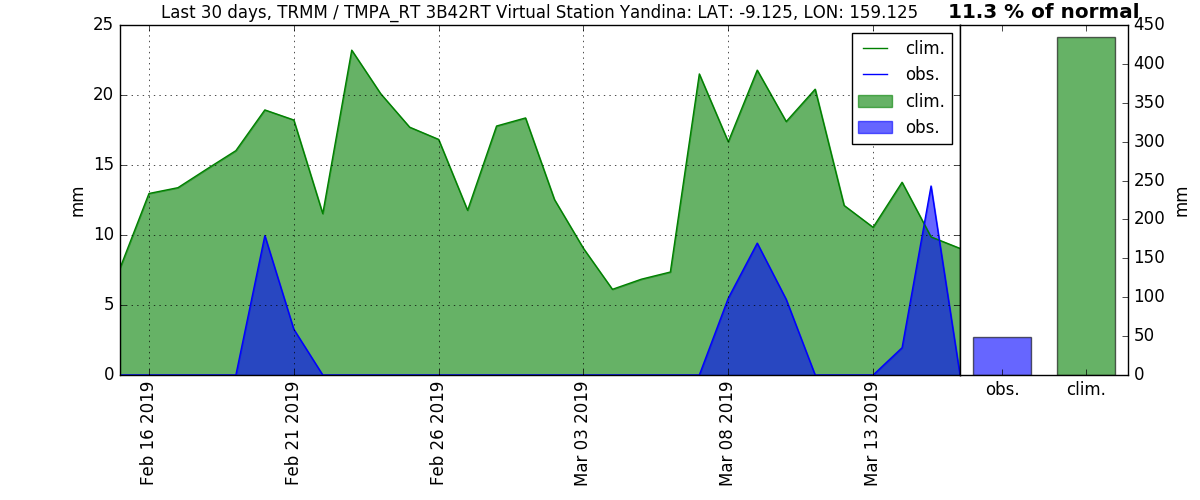 Last 30 days, TRMM / TMPA_RT 3B42RT Virtual Station Yandina: LAT: -9.125, LON: 159.125
11.3 % of normal
25
20
15
10
5
0
mm
clim.
obs.
clim.
obs.
450
400
350
300
250
200
150
100
50
0
mm
Feb 16 2019
Feb 21 2019
Feb 26 2019
Mar 03 2019
Mar 08 2019
Mar 13 2019
obs.
clim.